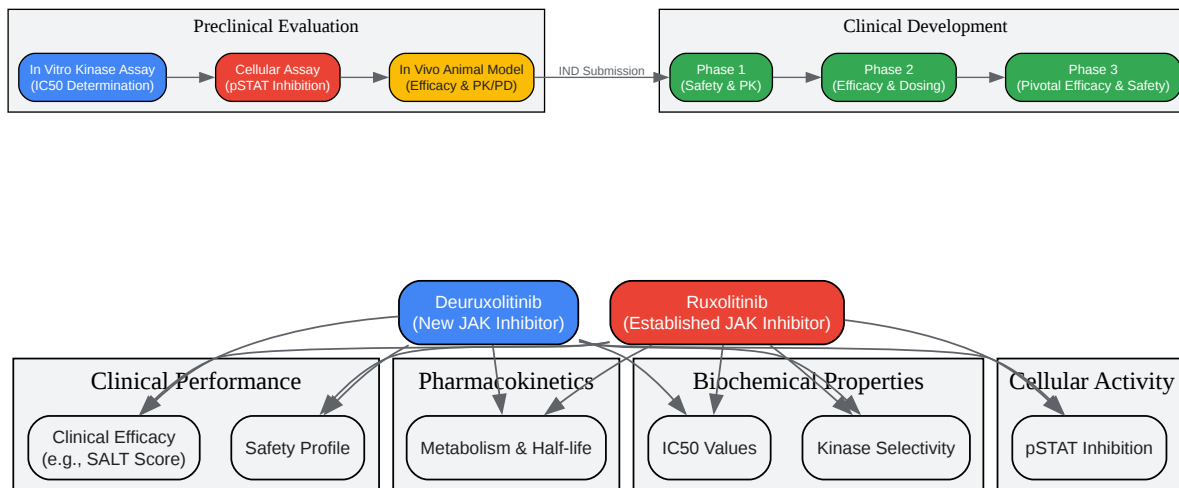 Preclinical Evaluation
Clinical Development
In Vitro Kinase Assay
(IC50 Determination)
Cellular Assay
(pSTAT Inhibition)
In Vivo Animal Model
(Efficacy & PK/PD)
IND Submission
Phase 1
(Safety & PK)
Phase 2
(Efficacy & Dosing)
Phase 3
(Pivotal Efficacy & Safety)
Deuruxolitinib
(New JAK Inhibitor)
Ruxolitinib
(Established JAK Inhibitor)
Clinical Performance
Pharmacokinetics
Biochemical Properties
Cellular Activity
Clinical Efficacy
(e.g., SALT Score)
Safety Profile
Metabolism & Half-life
IC50 Values
Kinase Selectivity
pSTAT Inhibition